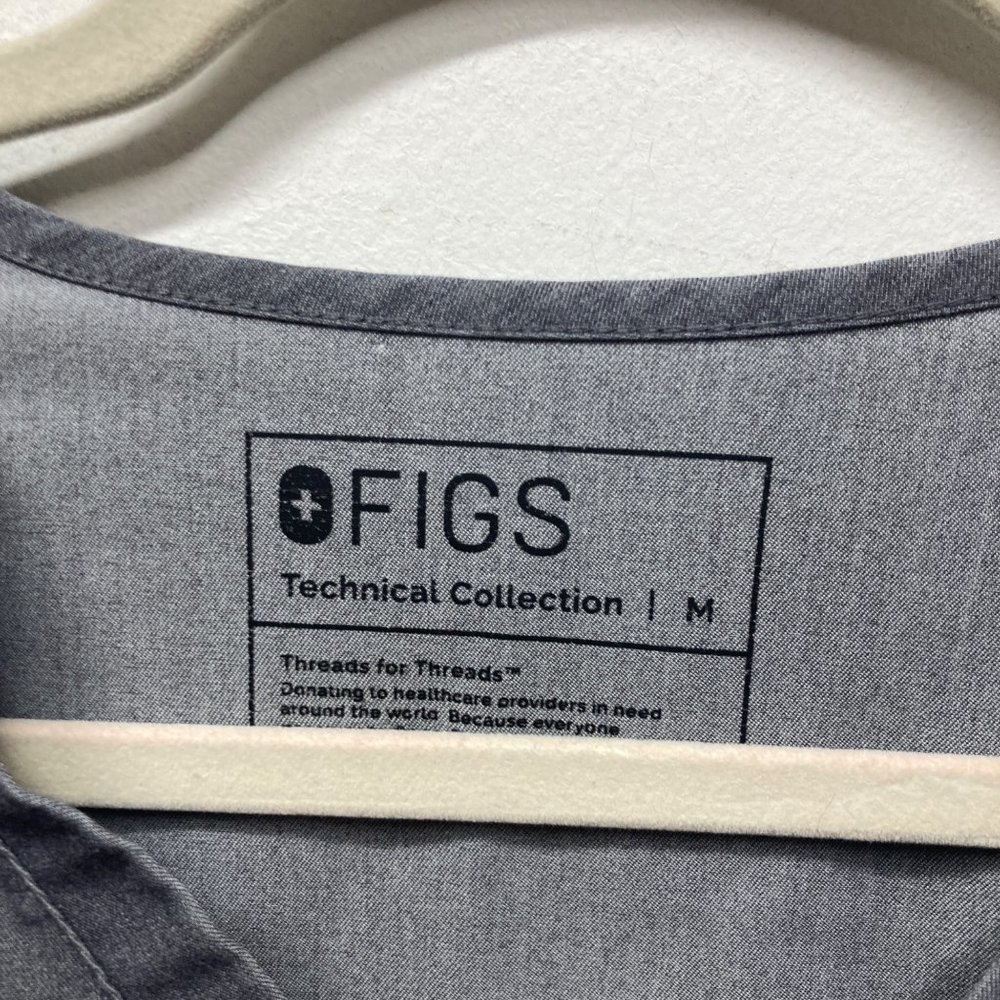 FIGS
Technical Collection | M
Threads for Threads™
Donating to healthcare providers in need
around the world Because everyone